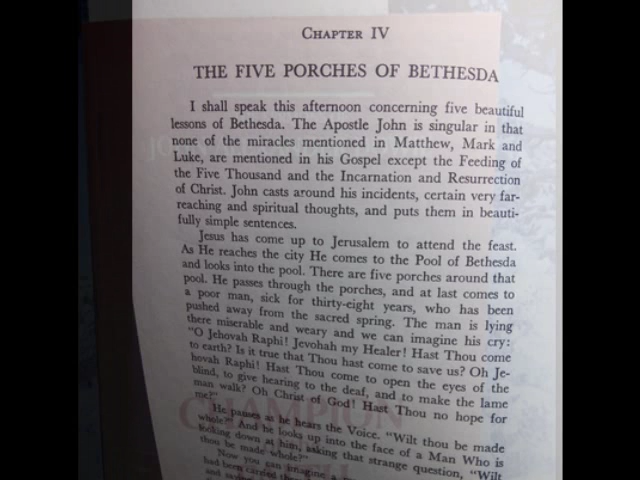 CHAPTER IV
THE FIVE PORCHES OF BETHESDA
I shall speak this afternoon concerning five beautiful
lessons of Bethesda. The Apostle John is singular in that
none of the miracles mentioned in Matthew, Mark and
Luke, are mentioned in his Gospel except the Feeding of
the Five Thousand and the Incarnation and Resurrection
of Christ. John casts around his incidents, certain very far-
reaching and spiritual thoughts, and puts them in beauti-
fully simple sentences.
Jesus has come up to Jerusalem to attend the feast.
As He reaches the city He comes to the Pool of Bethesda
and looks into the pool. There are five porches around that
pool. He passes through the porches, and at last comes to
a poor man, sick for thirty-eight years, who has been
pushed away from the sacred spring. The man is lying
there miserable and weary and we can imagine his cry:
"O Jehovah Raphi! Jevohah my Healer! Hast Thou come
to earth? Is it true that Thou hast come to save us? Oh Je-
hovah Raphi! Hast Thou come to open the eyes of the
blind, to give hearing to the deaf, and to make the lame
man walk? Oh Christ of God! Hast Thou no hope for
me?"
He pauses as he hears the Voice. "Wilt thou be made
whole?" And he looks up into the face of a Man Who is
looking down at him, asking that strange question, "Wilt
thou be made whole?"
Now you can imagine a
had been carried
CHAMPION